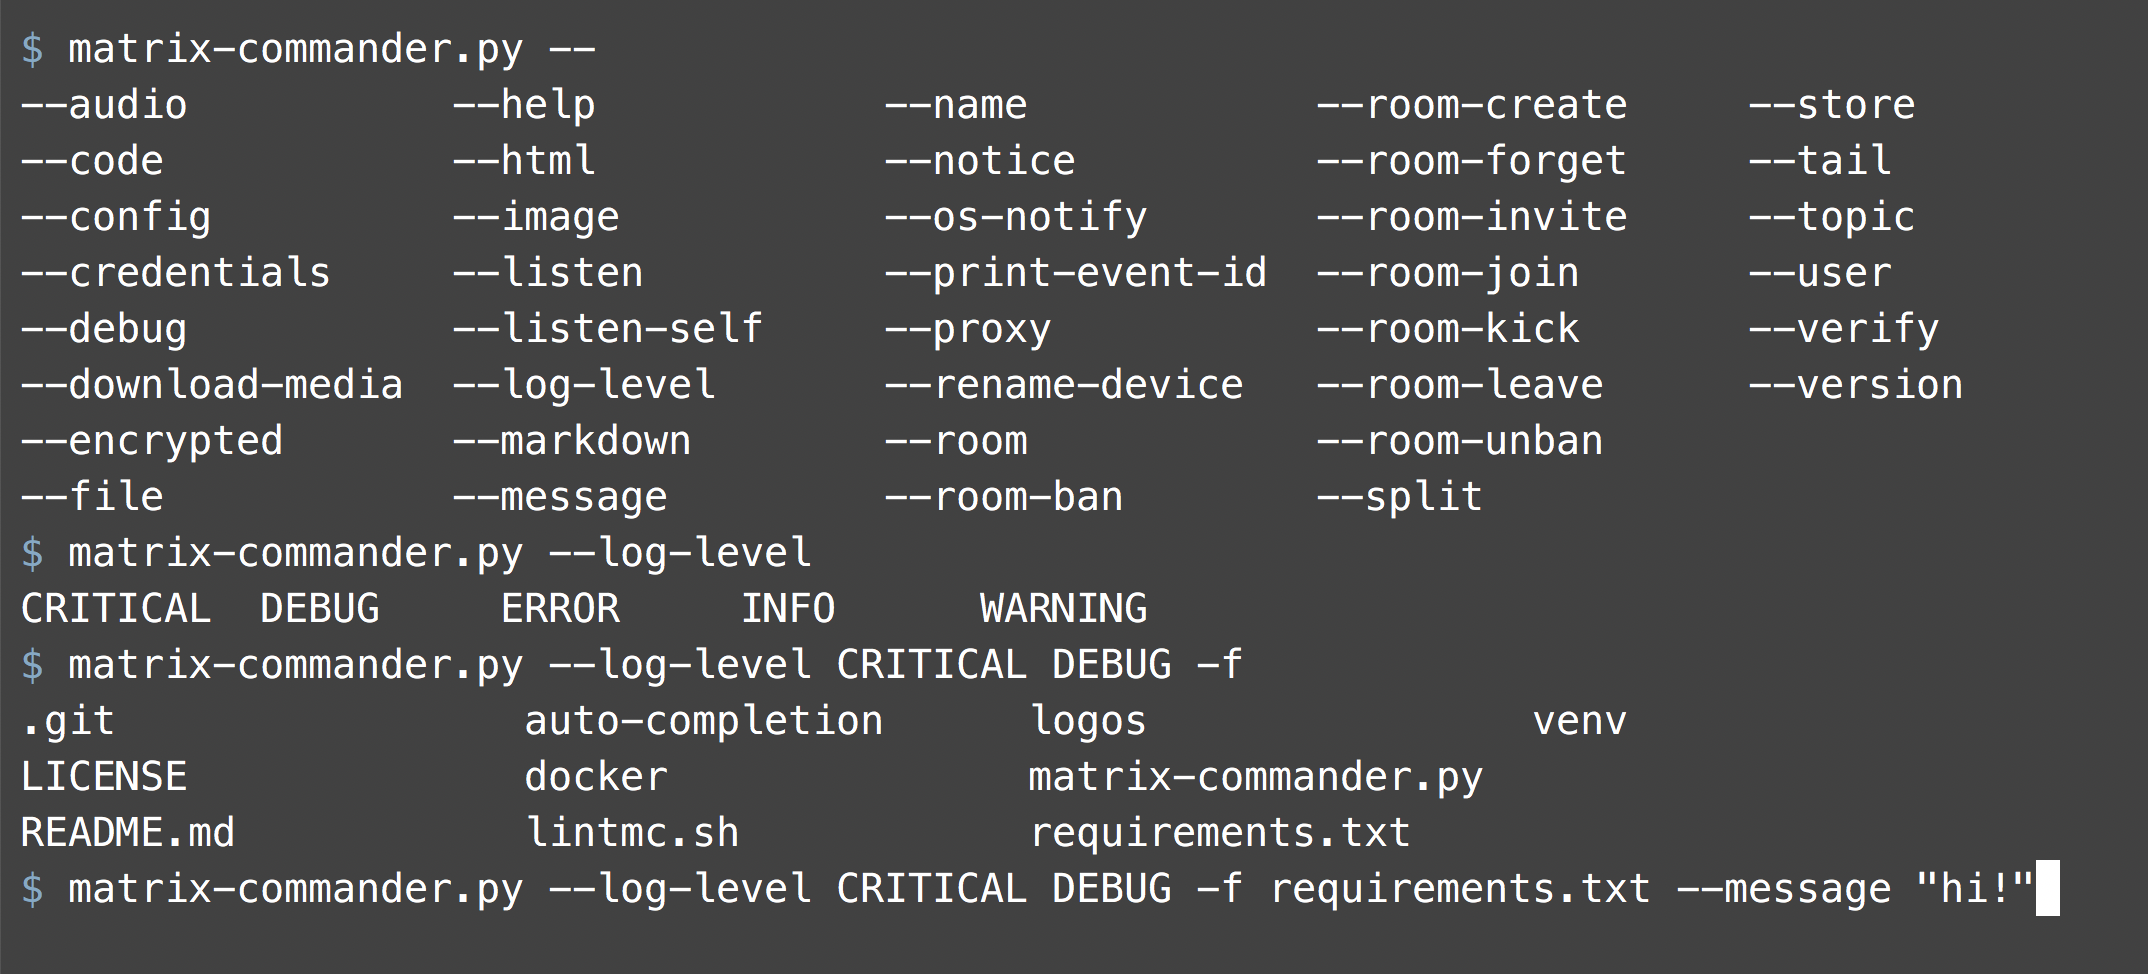 $ matrix-commander.py --
--audio --help --name --room-create --store
--code --html --notice --room-forget --tail
--config --image --os-notify --room-invite --topic
--credentials --listen --print-event-id --room-join --user
--debug --listen-self --proxy --room-kick --verify
--download-media --log-level --rename-device --room-leave --version
--encrypted --markdown --room --room-unban
--file --message --room-ban --split
$ matrix-commander.py --log-level
CRITICAL DEBUG ERROR INFO WARNING
$ matrix-commander.py --log-level CRITICAL DEBUG -f
.git auto-completion logos venv
LICENSE docker matrix-commander.py
README.md lintmc.sh requirements.txt
$ matrix-commander.py --log-level CRITICAL DEBUG -f requirements.txt --message "hi!"